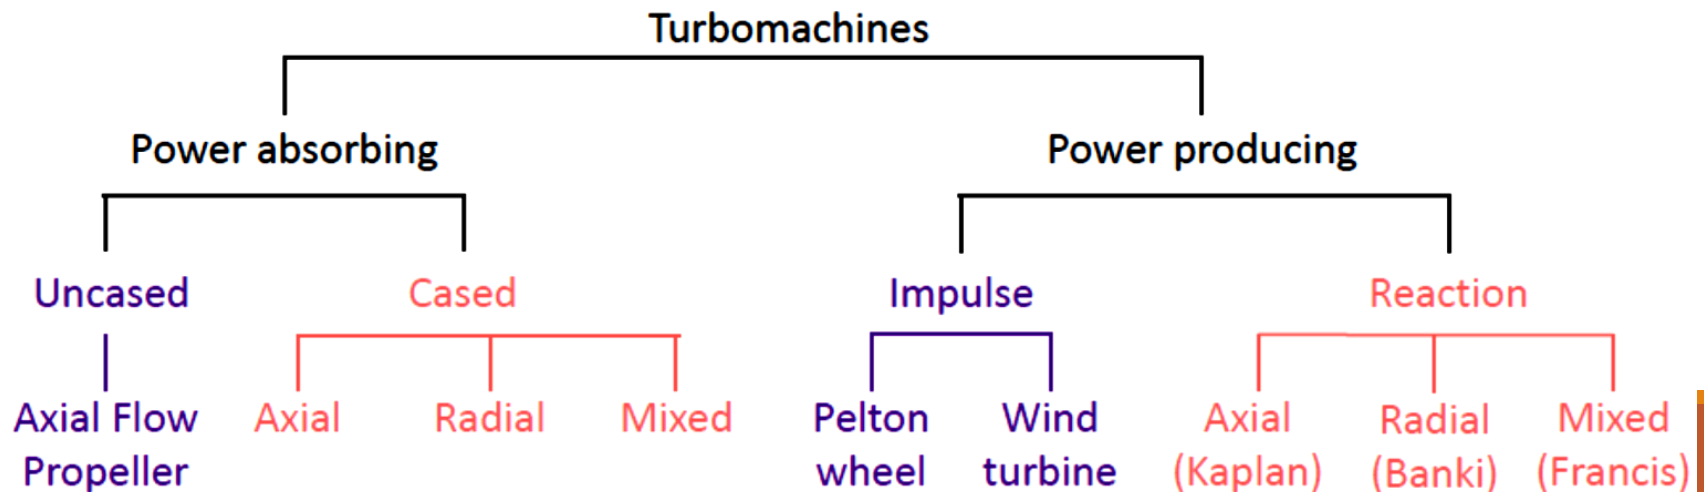 Turbomachines
Power absorbing
Power producing
Uncased
Cased
Impulse
Reaction
Axial Flow
Propeller
Axial
Radial
Mixed
Pelton
wheel
Wind
turbine
Axial
(Kaplan)
Radial
(Banki)
Mixed
(Francis)